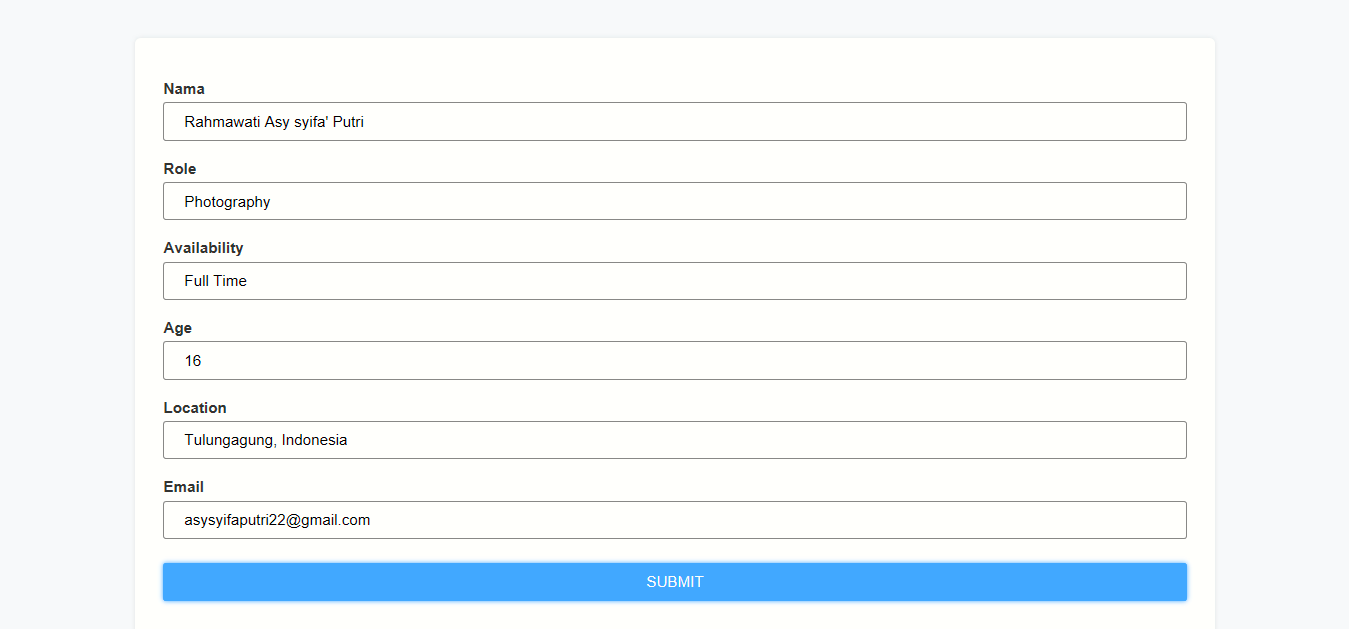 Nama
Rahmawati Asy syifa' Putri
Role
Photography
Availability
Full Time
Age
16
Location
Tulungagung, Indonesia
Email
asysyifaputri22@gmail.com
SUBMIT